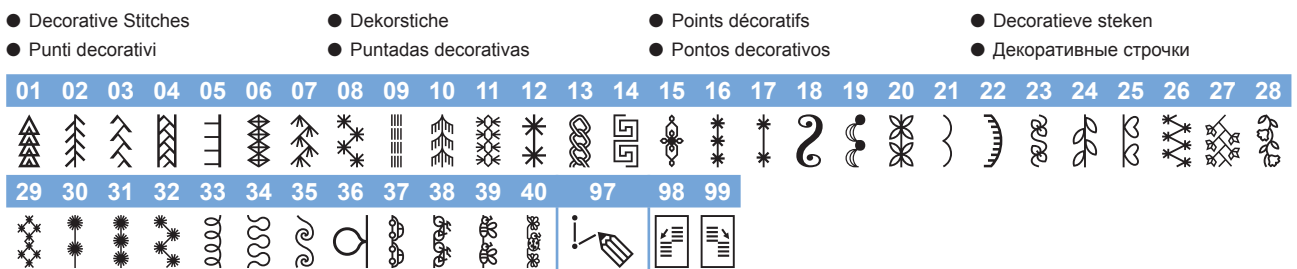 ● Decorative Stitches ● Dekorstiche ● Points décoratifs ● Decoratieve steken
● Punti decorativi ● Puntadas decorativas ● Pontos decorativos ● Декоративные строчки
01 02 03 04 05 06 07 08 09 10 11 12 13 14 15 16 17 18 19 20 21 22 23 24 25 26 27 28
29 30 31 32 33 34 35 36 37 38 39 40 97 98 99